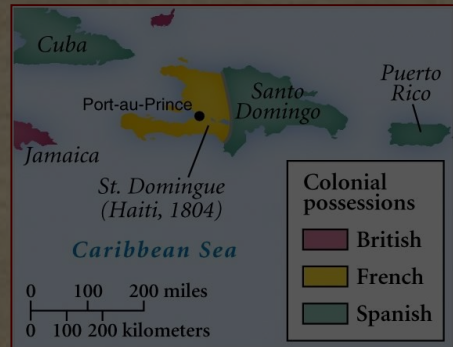 Cuba
Port-au-Prince
Santo
Domingo
Puerto
Rico
Jamaica
St. Domingue
(Haiti, 1804)
Caribbean Sea
0 100 200 miles
0 100 200 kilometers
Colonial
possessions
British
French
Spanish